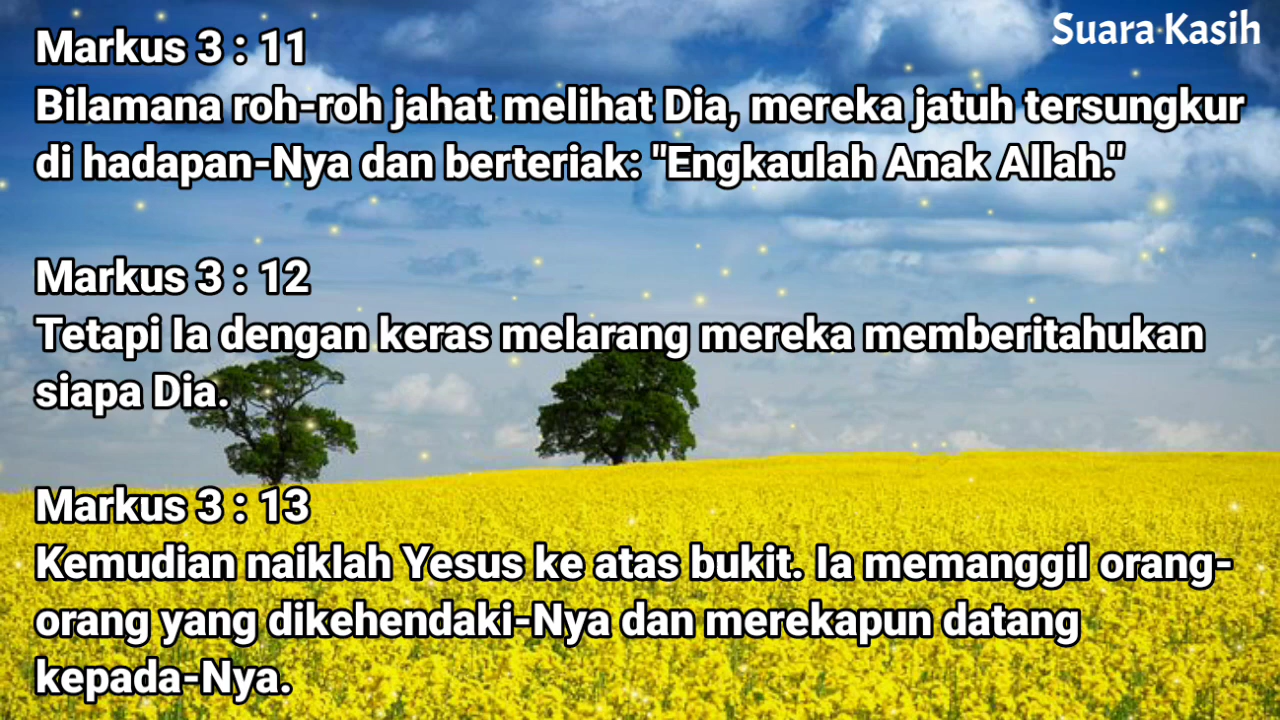 Suara Kasih
Markus 3 : 11
Bilamana roh-roh jahat melihat Dia, mereka jatuh tersungkur
di hadapan-Nya dan berteriak: "Engkaulah Anak Allah."
Markus 3 : 12
Tetapi Ia dengan keras melarang mereka memberitahukan
siapa Dia.
Markus 3 : 13
Kemudian naiklah Yesus ke atas bukit. Ia memanggil orang-
orang yang dikehendaki-Nya dan merekapun datang
kepada-Nya.